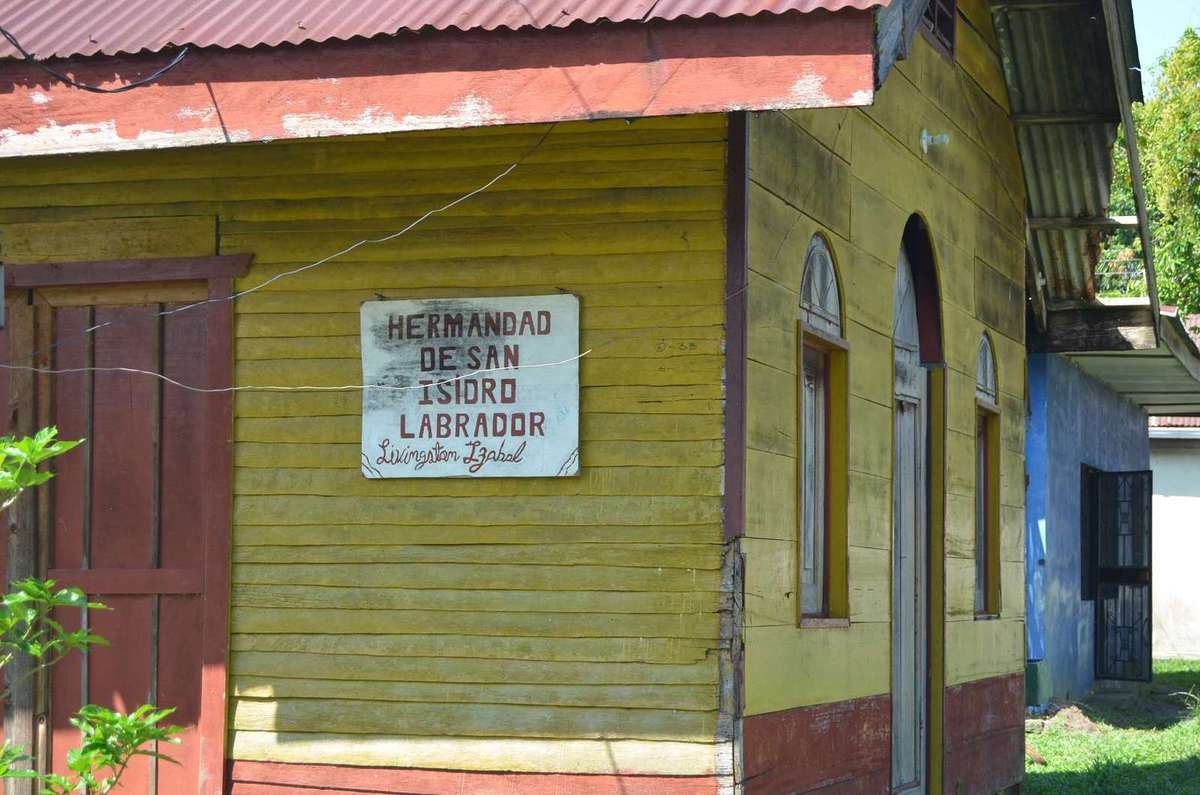 HERMANDAD
DE SAN
ISIDRO
LABRADOR
Livingston Izabal